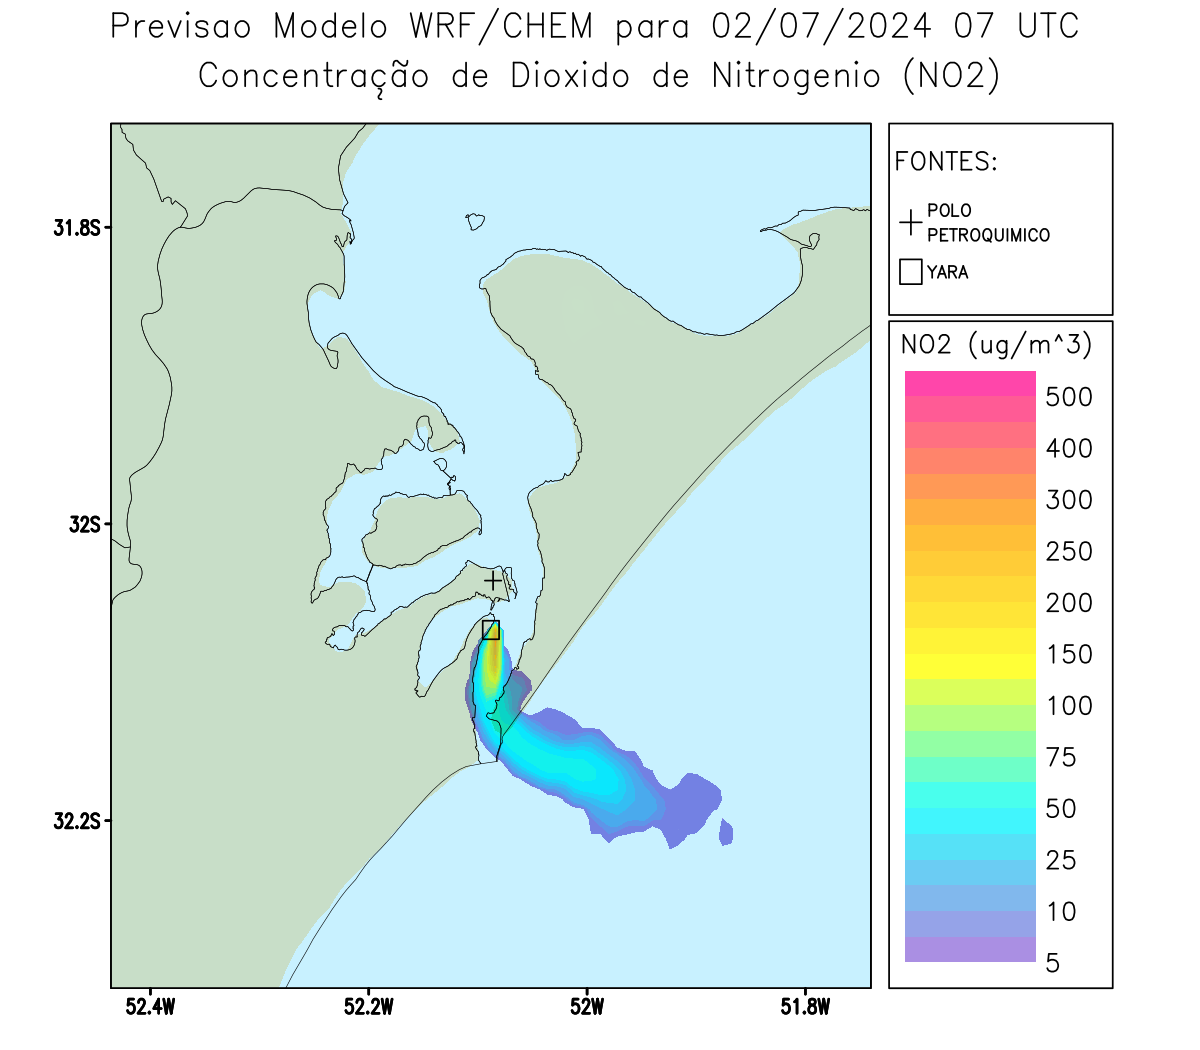 Previsao Modelo WRF/CHEM para 02/07/2024 07 UTC
Concentração de Dioxido de Nitrogenio (NO2)
FONTES:
POLO
PETROQUIMICO
YARA
31.8S
32S
32.2S
52.4W
52.2W
52W
51.8W
NO2 (ug/m^3)
500
400
300
250
200
150
100
75
50
25
10
5